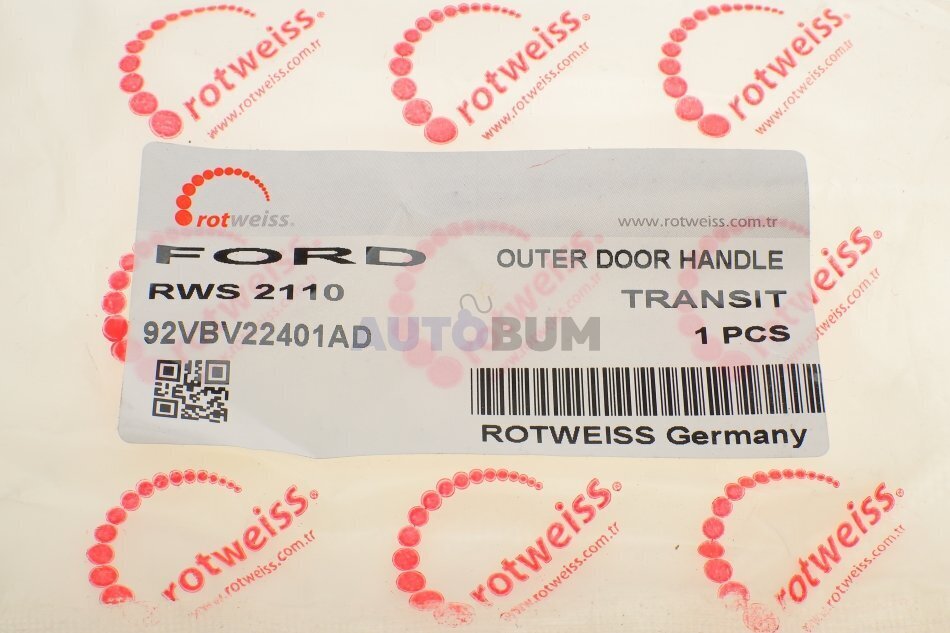 rotweiss®
www.rotweiss.com.tr
rotweiss®
www.rotweiss.com.tr
rotweiss®
www.rotweiss.com.tr
rotweiss®
www.rotweiss.com.tr
FORD
OUTER DOOR HANDLE
RWS 2110
TRANSIT
92VBV22401AD
1 PCS
AUTOBUM
ROTWEISS Germany
rotweiss®
www.rotweiss.com.tr
rotweiss®
www.rotweiss.com.tr
rotweiss®
www.rotweiss.com.tr